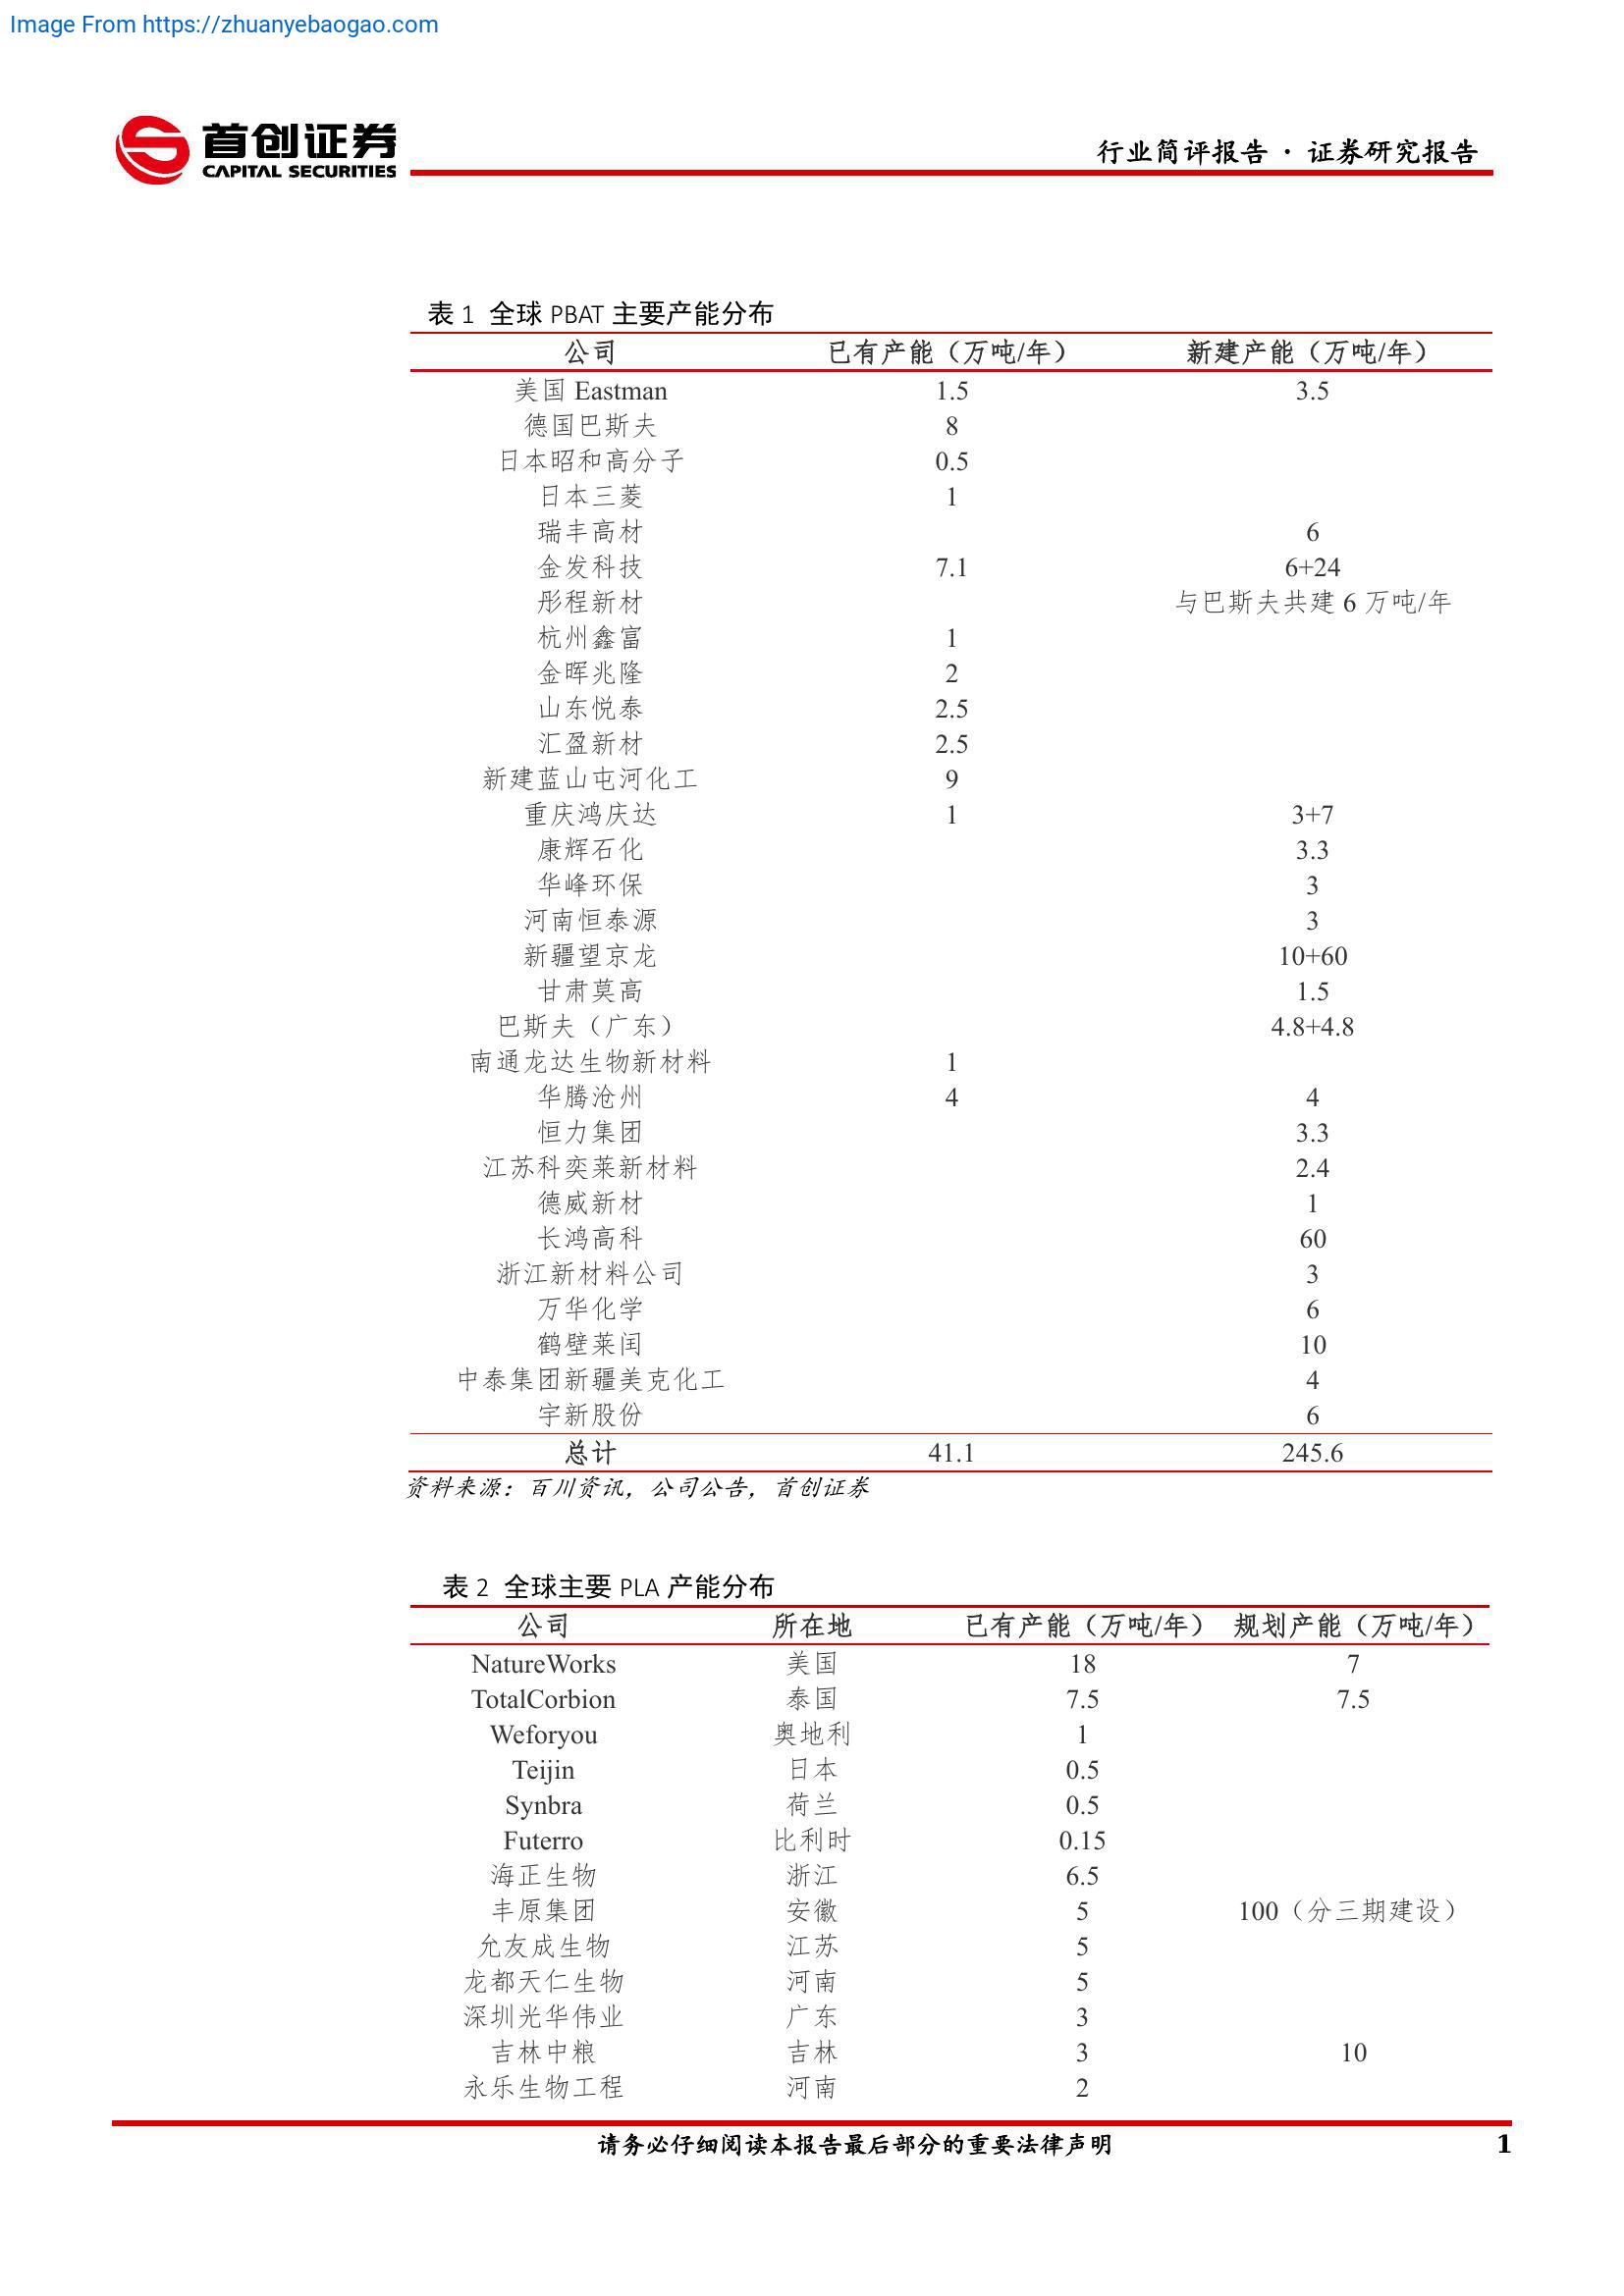 Image From https://zhuanyebaogao.com
首创证券
CAPITAL SECURITIES
行业简评报告 · 证券研究报告
表 1 全球 PBAT 主要产能分布
公司 已有产能（万吨/年） 新建产能（万吨/年）
美国 Eastman 1.5 3.5
德国巴斯夫 8
日本昭和高分子 0.5
日本三菱 1
瑞丰高材 6
金发科技 7.1 6+24
彤程新材 与巴斯夫共建 6 万吨/年
杭州鑫富 1
金晖兆隆 2
山东悦泰 2.5
汇盈新材 2.5
新建蓝山屯河化工 9
重庆鸿庆达 1 3+7
康辉石化 3.3
华峰环保 3
河南恒泰源 3
新疆望京龙 10+60
甘肃莫高 1.5
巴斯夫（广东） 4.8+4.8
南通龙达生物新材料 1
华腾沧州 4 4
恒力集团 3.3
江苏科奕莱新材料 2.4
德威新材 1
长鸿高科 60
浙江新材料公司 3
万华化学 6
鹤壁莱闰 10
中泰集团新疆美克化工 4
宇新股份 6
总计 41.1 245.6
资料来源：百川资讯，公司公告，首创证券
表 2 全球主要 PLA 产能分布
公司 所在地 已有产能（万吨/年） 规划产能（万吨/年）
NatureWorks 美国 18 7
TotalCorbion 泰国 7.5 7.5
Weforyou 奥地利 1
Teijin 日本 0.5
Synbra 荷兰 0.5
Futerro 比利时 0.15
海正生物 浙江 6.5
丰原集团 安徽 5 100（分三期建设）
允友成生物 江苏 5
龙都天仁生物 河南 5
深圳光华伟业 广东 3
吉林中粮 吉林 3 10
永乐生物工程 河南 2
请务必仔细阅读本报告最后部分的重要法律声明 1